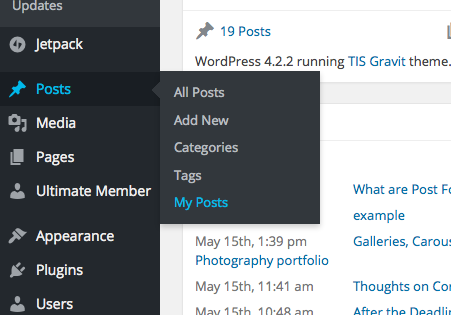 Updates
Jetpack
Posts
Media
Pages
Ultimate Member
Appearance
Plugins
Users
All Posts
Add New
Categories
Tags
My Posts
19 Posts
WordPress 4.2.2 running TIS Gravit theme.
What are Post Fo
example
May 15th, 1:39 pm Galleries, Carous
Photography portfolio
May 15th, 11:41 am Thoughts on Con
May 15th, 10:48 am After the Deadlin